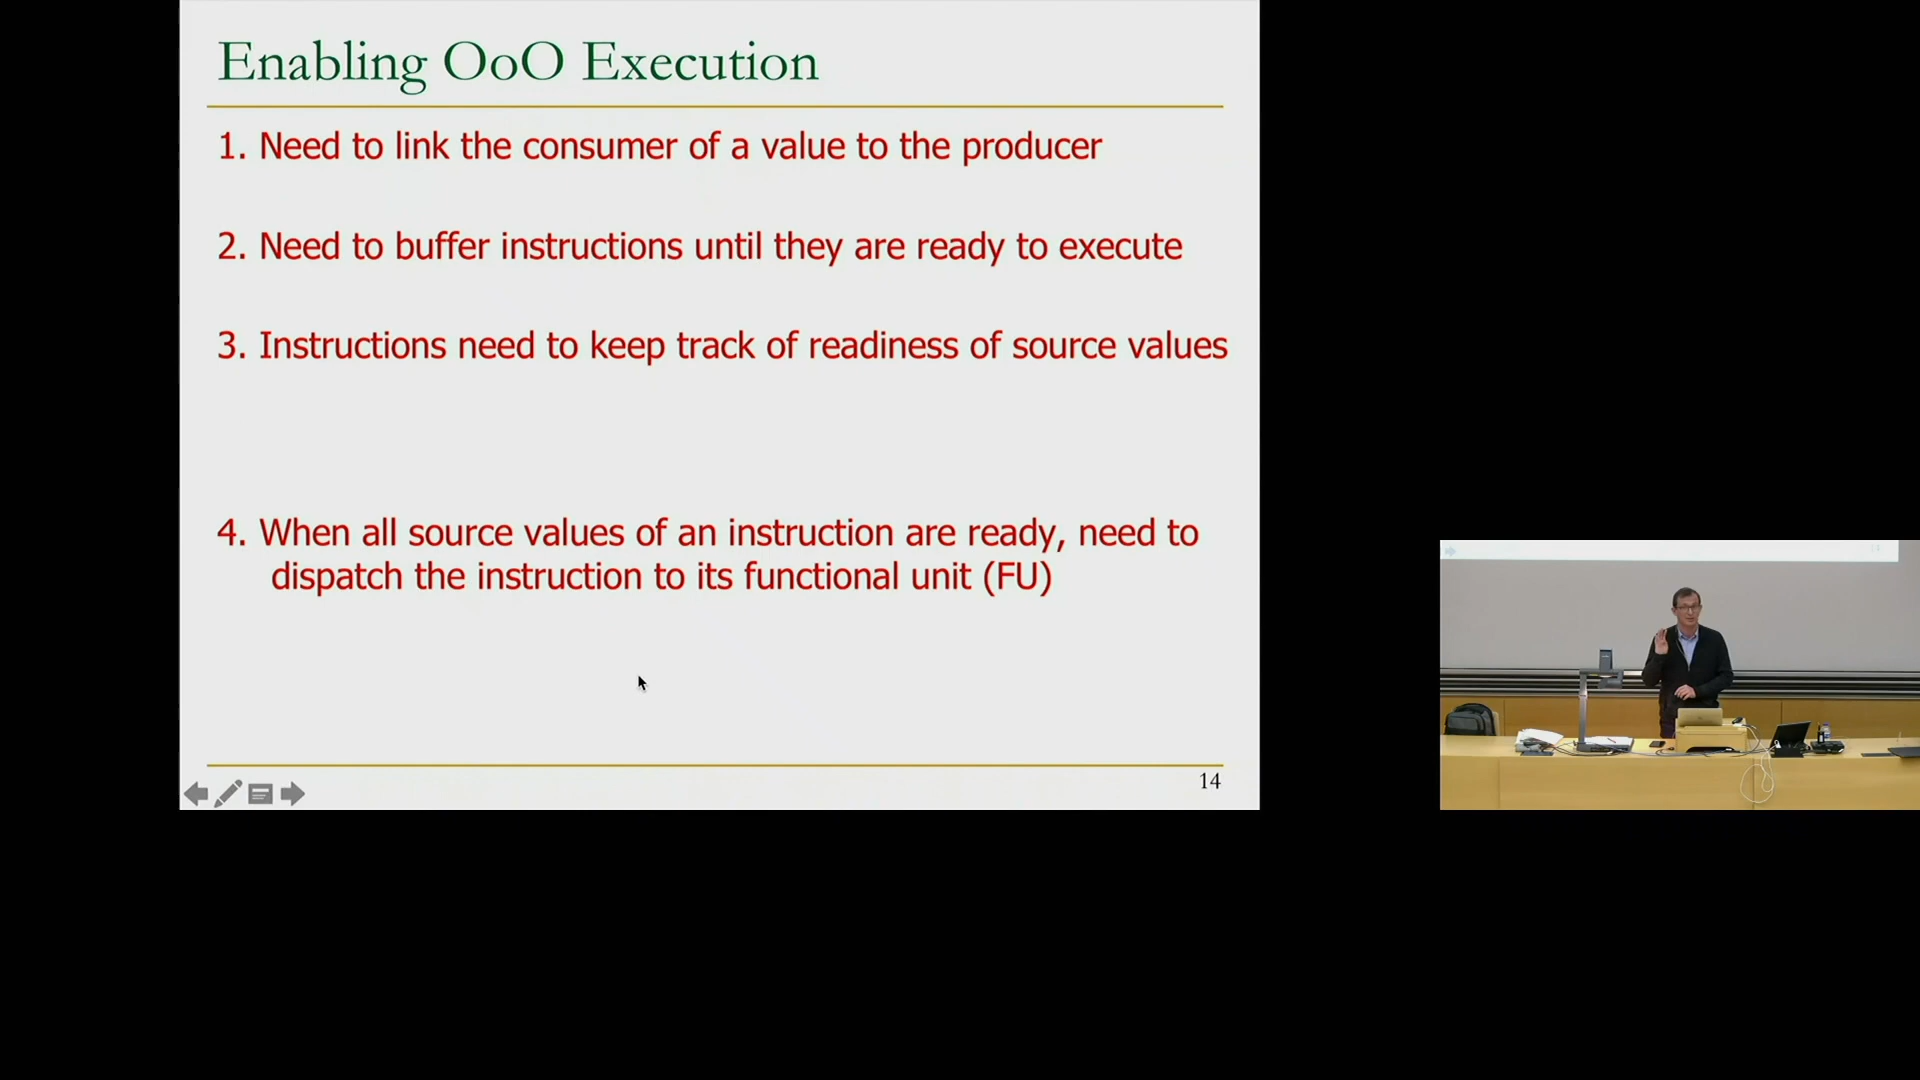 Enabling OoO Execution
1. Need to link the consumer of a value to the producer
2. Need to buffer instructions until they are ready to execute
3. Instructions need to keep track of readiness of source values
4. When all source values of an instruction are ready, need to
dispatch the instruction to its functional unit (FU)
14